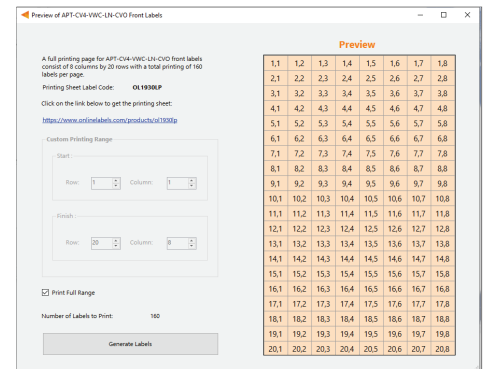 Preview of APT-CV4-VWC-LN-CVO Front Labels
A full printing page for APT-CV4-VWC-LN-CVO front labels
consist of 8 columns by 20 rows with a total printing of 160
labels per page.
Printing Sheet Label Code: OL1930LP
Click on the link below to get the printing sheet:
https://www.onlinelabels.com/products/ol1930lp
Custom Printing Range
Start :
Row: 1 Column: 1
Finish :
Row: 20 Column: 8
Print Full Range
Number of Labels to Print: 160
Generate Labels
Preview
1,1 1,2 1,3 1,4 1,5 1,6 1,7 1,8
2,1 2,2 2,3 2,4 2,5 2,6 2,7 2,8
3,1 3,2 3,3 3,4 3,5 3,6 3,7 3,8
4,1 4,2 4,3 4,4 4,5 4,6 4,7 4,8
5,1 5,2 5,3 5,4 5,5 5,6 5,7 5,8
6,1 6,2 6,3 6,4 6,5 6,6 6,7 6,8
7,1 7,2 7,3 7,4 7,5 7,6 7,7 7,8
8,1 8,2 8,3 8,4 8,5 8,6 8,7 8,8
9,1 9,2 9,3 9,4 9,5 9,6 9,7 9,8
10,1 10,2 10,3 10,4 10,5 10,6 10,7 10,8
11,1 11,2 11,3 11,4 11,5 11,6 11,7 11,8
12,1 12,2 12,3 12,4 12,5 12,6 12,7 12,8
13,1 13,2 13,3 13,4 13,5 13,6 13,7 13,8
14,1 14,2 14,3 14,4 14,5 14,6 14,7 14,8
15,1 15,2 15,3 15,4 15,5 15,6 15,7 15,8
16,1 16,2 16,3 16,4 16,5 16,6 16,7 16,8
17,1 17,2 17,3 17,4 17,5 17,6 17,7 17,8
18,1 18,2 18,3 18,4 18,5 18,6 18,7 18,8
19,1 19,2 19,3 19,4 19,5 19,6 19,7 19,8
20,1 20,2 20,3 20,4 20,5 20,6 20,7 20,8